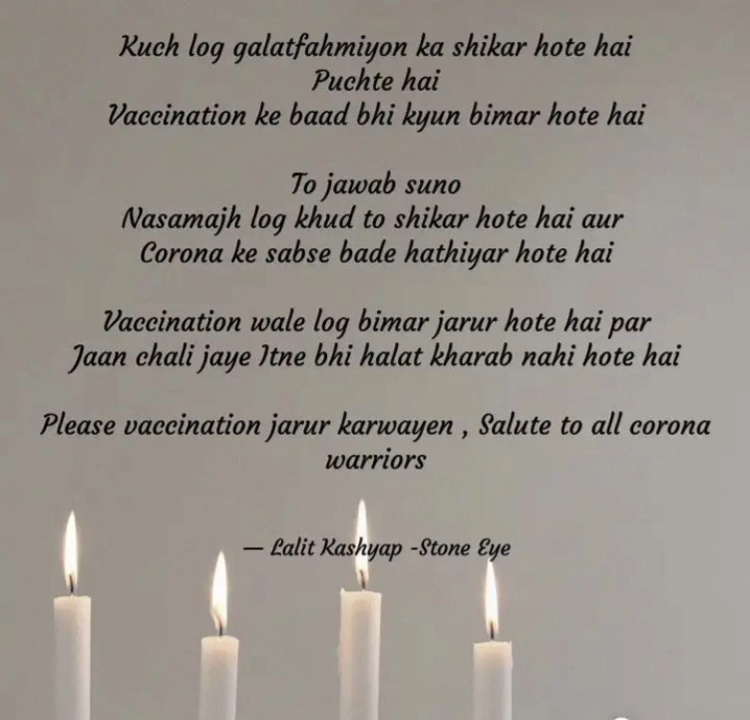 Kuch log galatfahmiyon ka shikar hote hai
Puchte hai
Vaccination ke baad bhi kyun bimar hote hai
To jawab suno
Nasamajh log khud to shikar hote hai aur
Corona ke sabse bade hathiyar hote hai
Vaccination wale log bimar jarur hote hai par
Jaan chali jaye Itne bhi halat kharab nahi hote hai
Please vaccination jarur karwayen , Salute to all corona
warriors
— Lalit Kashyap -Stone Eye